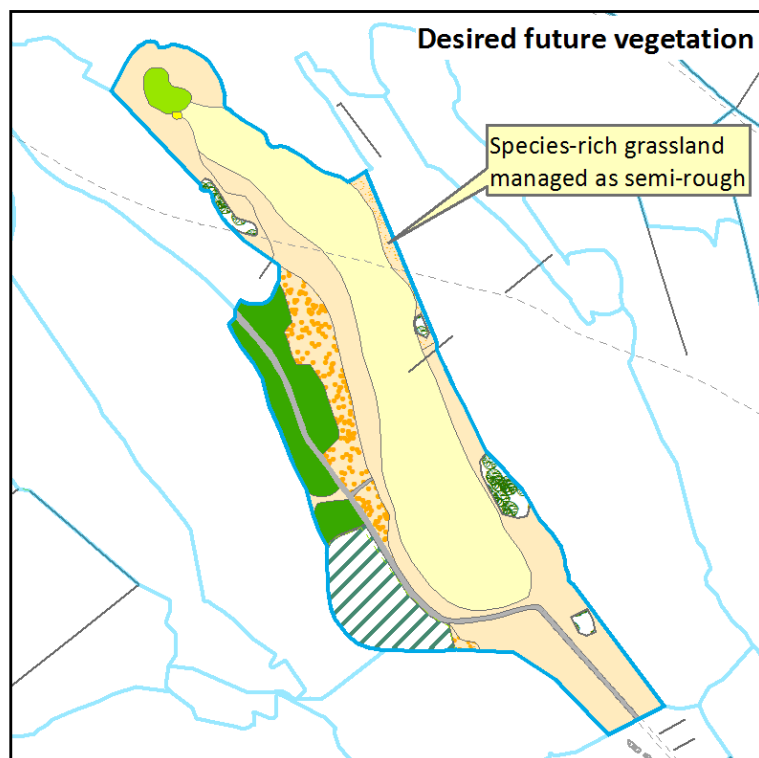 Desired future vegetation
Species-rich grassland
managed as semi-rough